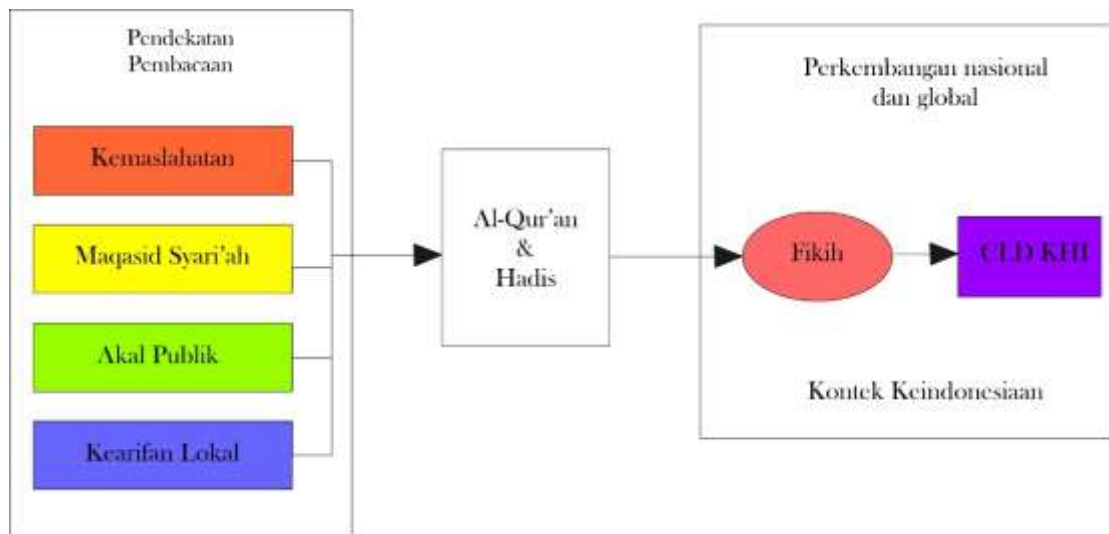 Pendekatan
Pembacaan
Kemaslahatan
Maqasid Syari'ah
Akal Publik
Kearifan Lokal
Al-Qur'an
&
Hadis
Perkembangan nasional
dan global
Fikih
CLD KHI
Kontek Keindonesiaan